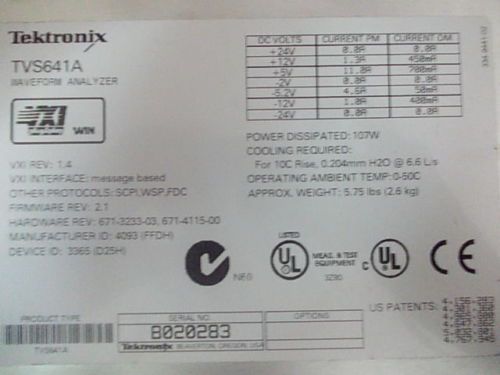 Tektronix
TVS641A
WAVEFORM ANALYZER
VXI
WIN
VXI REV: 1.4
VXI INTERFACE: message based
OTHER PROTOCOLS: SCPI,WSP,FDC
FIRMWARE REV: 2.1
HARDWARE REV: 671-3233-03, 671-4115-00
MANUFACTURER ID: 4093 (FFDH)
DEVICE ID: 3365 (D25H)
DC VOLTS CURRENT PM CURRENT DM
+24V 0.0A 0.0A
+12V 1.3A 450mA
+5V 11.0A 700mA
-2V 0.0A 0.0A
-5.2V 4.6A 50mA
-12V 1.0A 400mA
-24V 0.0A 0.0A
POWER DISSIPATED: 107W
COOLING REQUIRED:
For 10C Rise, 0.204mm H2O @ 6.6 L/s
OPERATING AMBIENT TEMP:0-50C
APPROX. WEIGHT: 5.75 lbs (2.6 kg)
N60
LISTED
UL
MEAS. & TEST
EQUIPMENT
3Z80
C UL
CE
PRODUCT TYPE
TVS641A
SERIAL NO.
B020283
Tektronix BEAVERTON, OREGON, USA
OPTIONS
US PATENTS: